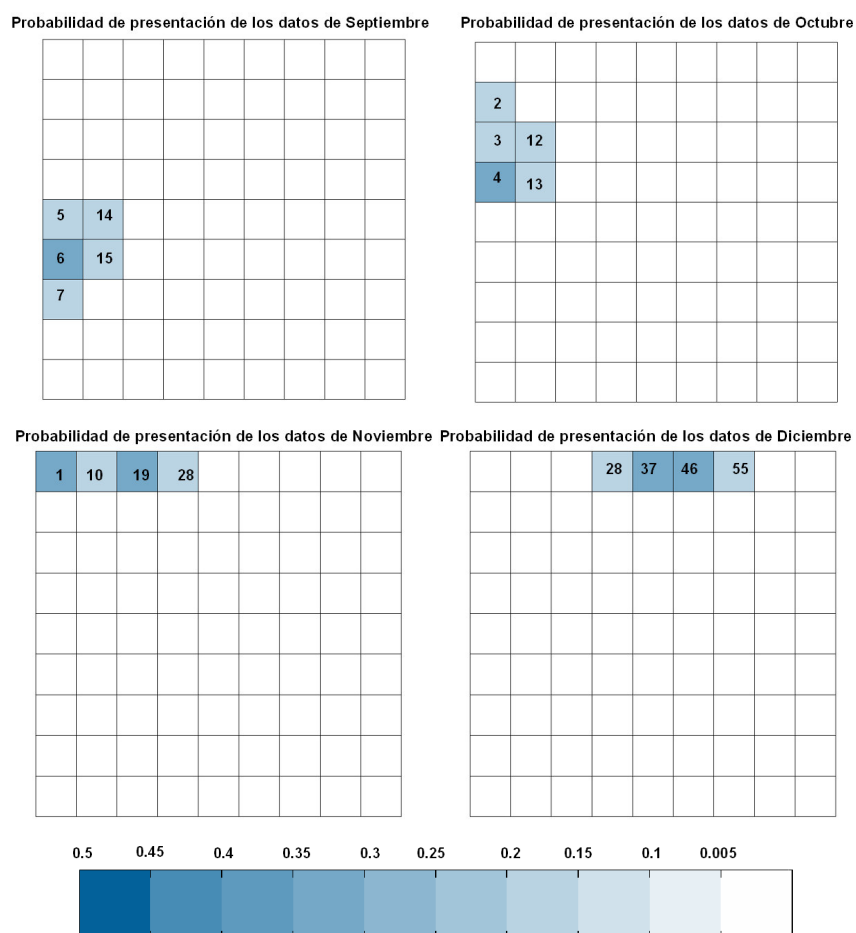 Probabilidad de presentación de los datos de Septiembre
5 14
6 15
7
Probabilidad de presentación de los datos de Octubre
2
3 12
4 13
Probabilidad de presentación de los datos de Noviembre
1 10 19 28
Probabilidad de presentación de los datos de Diciembre
28 37 46 55
0.5 0.45 0.4 0.35 0.3 0.25 0.2 0.15 0.1 0.005